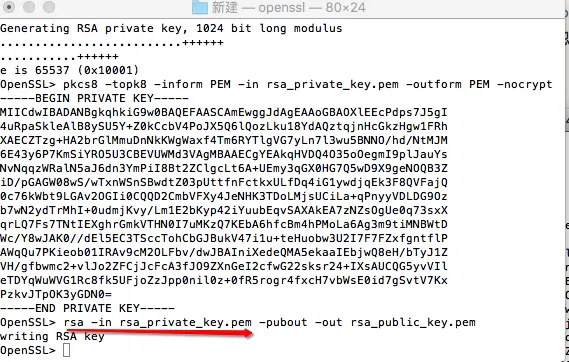 新建 — openssl — 80×24
Generating RSA private key, 1024 bit long modulus
..........................++++++
...........++++++
e is 65537 (0x10001)
OpenSSL> pkcs8 -topk8 -inform PEM -in rsa_private_key.pem -outform PEM -nocrypt
-----BEGIN PRIVATE KEY-----
MIICdwIBADANBgkqhkiG9w0BAQEFAASCAmEwggJdAgEAAoGBAOXlEEcPdps7J5gI
4uRpaSkleAlB8ySU5Y+Z0kCcbV4PoJX5Q6lQozLku18YdAQztqjnHcGkzHgw1FRh
XAECZTzg+HA2brGlMmuDnNkKWgWaxf4Tm6RYTlgVG7yLn7l3wu5BNNO/hd/NtMJM
6E43y6P7KmSiYRO5U3CBEVUWMd3VAgMBAAECgYEAkqHVDQ4O35oOegmI9plJauYs
NvNqqzWRalN5aJ6dn3YmPiI8Bt2ZClgcLt6A+UEmy3qGX0HG7Q5wD9X9geNOQB3Z
iD/pGAGW08wS/wTxnWSnSBwdtZ03pUttfnFctkxULfDq4iG1ywdjqEk3F8QVFajQ
0c76kWbt9LGAv2OGIi0CQQD2CmbVFXy4JeNHK3TDoLMjsUCiLa+qPnyyVDLDG9Oz
b7wN2ydTrMhI+0udmjKvy/Lm1E2bKyp42iYuubEqvSAXAkEA7zNZsOgUe0q73sxX
qrLQ7Fs7TNtIEXghrGmkVTHN0I7uMKzQ7KEbA6hfcBm4hPMoLa6Ag3m9tiMNBWtD
Wc/Y8wJAK0//dEl5EC3TSccTohCbGJBukV47i1u+teHuobw3U2I7F7FZxfgntflP
AWqQu7PKieob01IRAv9cM2OLFbv/dwJBAIniXedeQMA5ekaaIEbjwQ8eH/bTyJ1Z
VH/gfbwmc2+vlJo2ZFCjJcFcA3fJO9ZXnGeI2cfwG22sksr24+IXsAUCQG5yvVIl
eTDYqWuWVG1Rc8fk5UFjoZzJpp0nil0z+0fR5rogr4fxcH7vbWsE0id7gSvtV7Kx
PzkvJTpOK3yGDN0=
-----END PRIVATE KEY-----
OpenSSL> rsa -in rsa_private_key.pem -pubout -out rsa_public_key.pem
writing RSA key
OpenSSL>